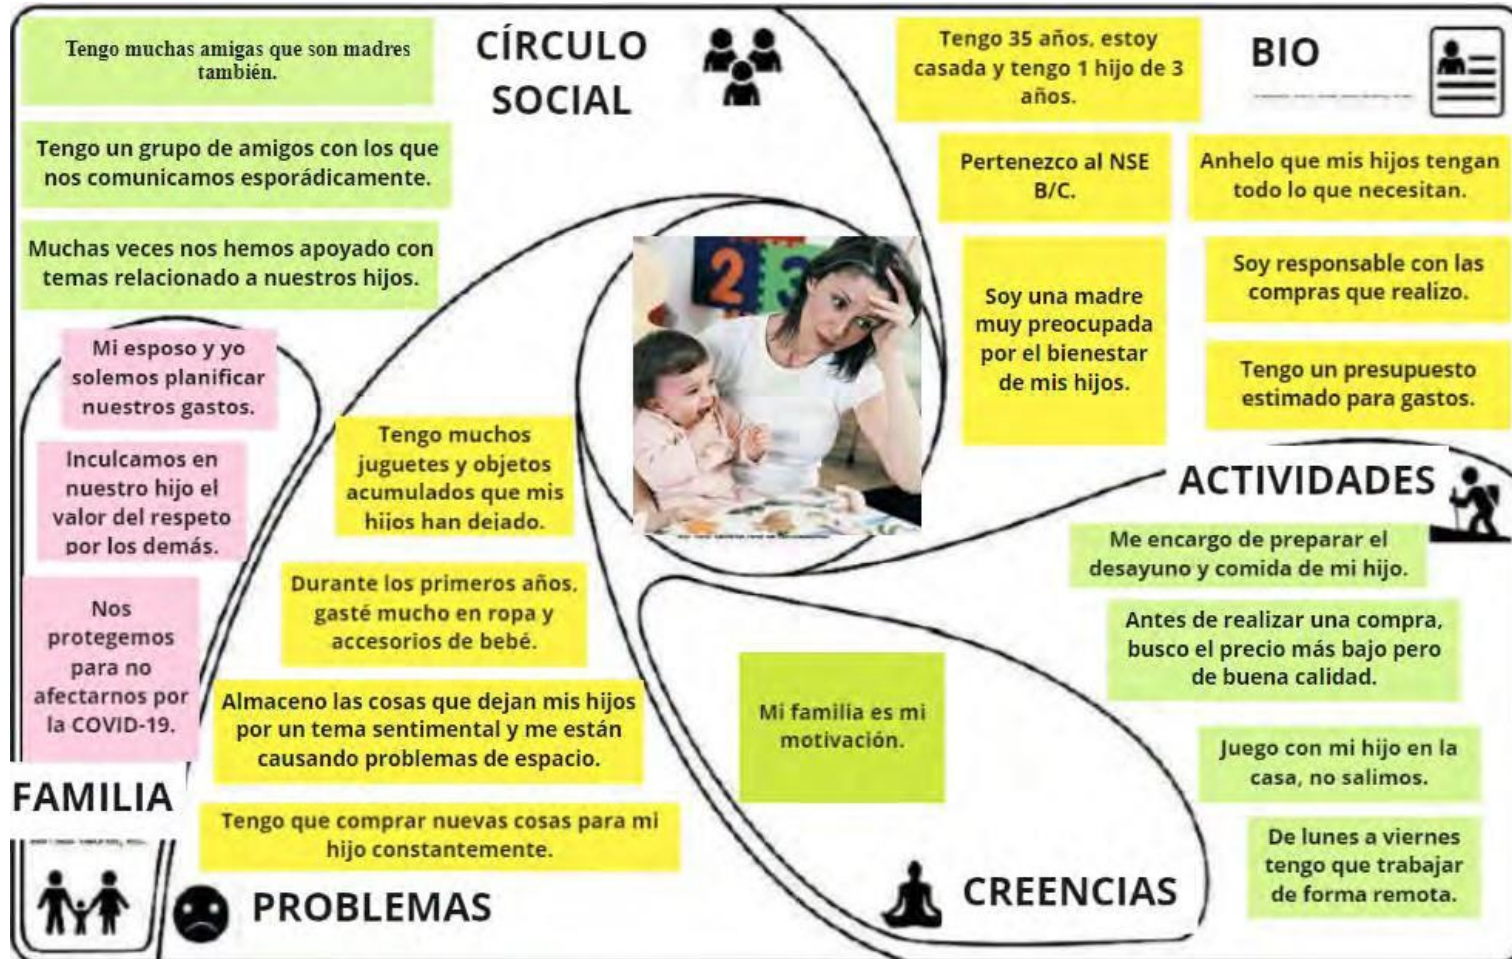 CÍRCULO
SOCIAL
Tengo muchas amigas que son madres
también.
Tengo un grupo de amigos con los que
nos comunicamos esporádicamente.
Muchas veces nos hemos apoyado con
temas relacionado a nuestros hijos.
BIO
Tengo 35 años, estoy
casada y tengo 1 hijo de 3
años.
Pertenezco al NSE
B/C.
Anhelo que mis hijos tengan
todo lo que necesitan.
Soy una madre
muy preocupada
por el bienestar
de mis hijos.
Soy responsable con las
compras que realizo.
Tengo un presupuesto
estimado para gastos.
2 3
Mi esposo y yo
solemos planificar
nuestros gastos.
Inculcamos en
nuestro hijo el
valor del respeto
por los demás.
Nos
protegemos
para no
afectarnos por
la COVID-19.
FAMILIA
Tengo muchos
juguetes y objetos
acumulados que mis
hijos han dejado.
Durante los primeros años,
gasté mucho en ropa y
accesorios de bebé.
Almaceno las cosas que dejan mis hijos
por un tema sentimental y me están
causando problemas de espacio.
Tengo que comprar nuevas cosas para mi
hijo constantemente.
PROBLEMAS
Mi familia es mi
motivación.
CREENCIAS
ACTIVIDADES
Me encargo de preparar el
desayuno y comida de mi hijo.
Antes de realizar una compra,
busco el precio más bajo pero
de buena calidad.
Juego con mi hijo en la
casa, no salimos.
De lunes a viernes
tengo que trabajar
de forma remota.